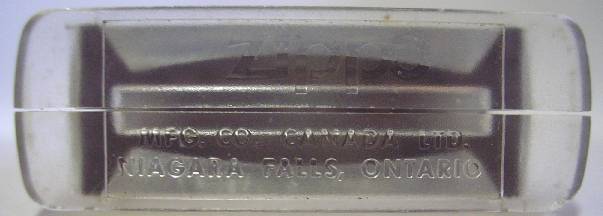 Zippo
MFG. CO. CANADA LTD.
NIAGARA FALLS, ONTARIO